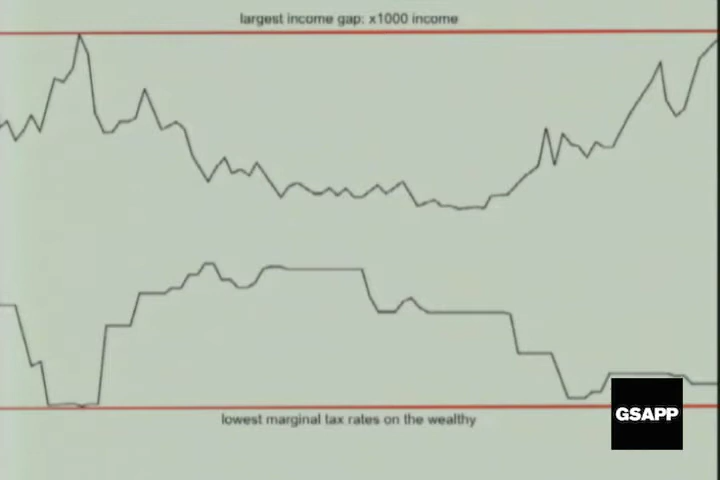 largest income gap: x1000 income
lowest marginal tax rates on the wealthy
GSAPP